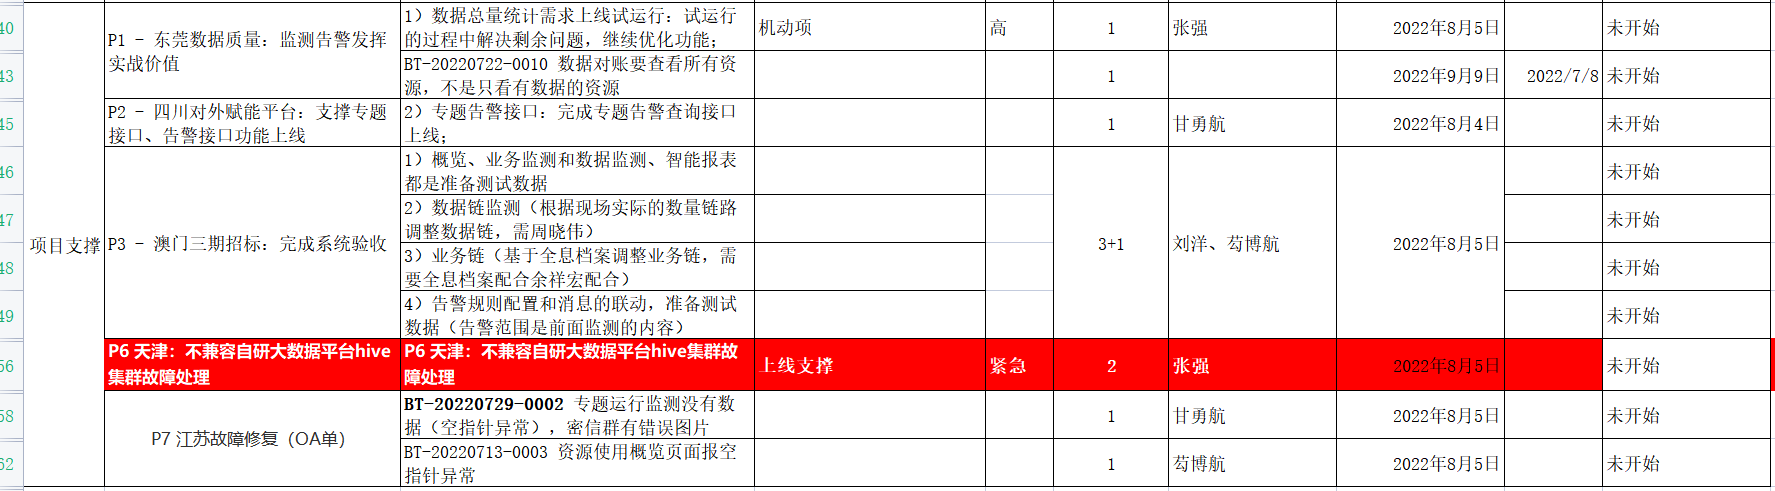 40
P1 - 东莞数据质量：监测告警发挥
实战价值
1）数据总量统计需求上线试运行：试运行
的过程中解决剩余问题，继续优化功能；
机动项
高
1
张强
2022年8月5日
未开始
43
BT-20220722-0010 数据对账要查看所有资
源，不是只看有数据的资源
1
2022年9月9日
2022/7/8
未开始
45
P2 - 四川对外赋能平台：支撑专题
接口、告警接口功能上线
2）专题告警接口：完成专题告警查询接口
上线；
1
甘勇航
2022年8月4日
未开始
项目支撑
P3 - 澳门三期招标：完成系统验收
46
1）概览、业务监测和数据监测、智能报表
都是准备测试数据
未开始
47
2）数据链监测（根据现场实际的数量链路
调整数据链，需周晓伟）
未开始
3+1
刘洋、芶博航
2022年8月5日
48
3）业务链（基于全息档案调整业务链，需
要全息档案配合余祥宏配合）
未开始
49
4）告警规则配置和消息的联动，准备测试
数据（告警范围是前面监测的内容）
未开始
56
P6 天津：不兼容自研大数据平台hive
集群故障处理
P6 天津：不兼容自研大数据平台hive集群故
障处理
上线支撑
紧急
2
张强
2022年8月5日
未开始
P7 江苏故障修复（OA单）
58
BT-20220729-0002 专题运行监测没有数
据（空指针异常），密信群有错误图片
1
甘勇航
2022年8月5日
未开始
62
BT-20220713-0003 资源使用概览页面报空
指针异常
1
芶博航
2022年8月5日
未开始